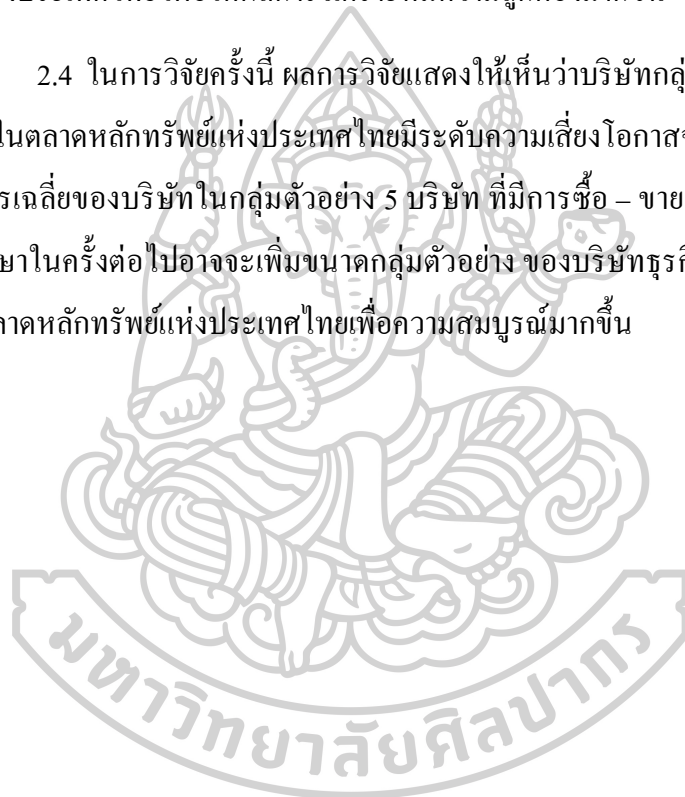 2.4 ในการวิจัยครั้งนี้ ผลการวิจัยแสดงให้เห็นว่าบริษัทกลุ่
ในตลาดหลักทรัพย์แห่งประเทศไทยมีระดับความเสี่ยงโอกาส
รเฉลี่ยของบริษัทในกลุ่มตัวอย่าง 5 บริษัท ที่มีการซื้อ – ขาย
ษาในครั้งต่อไปอาจจะเพิ่มขนาดกลุ่มตัวอย่าง ของบริษัทธุรกิ
ลาดหลักทรัพย์แห่งประเทศไทยเพื่อความสมบูรณ์มากขึ้น
มหาวิทยาลัยศิลปากร